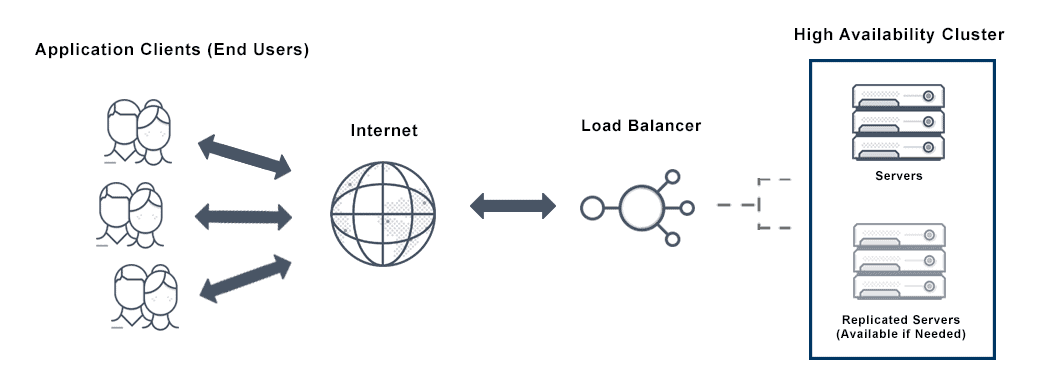 Application Clients (End Users)
Internet
Load Balancer
High Availability Cluster
Servers
Replicated Servers
(Available if Needed)